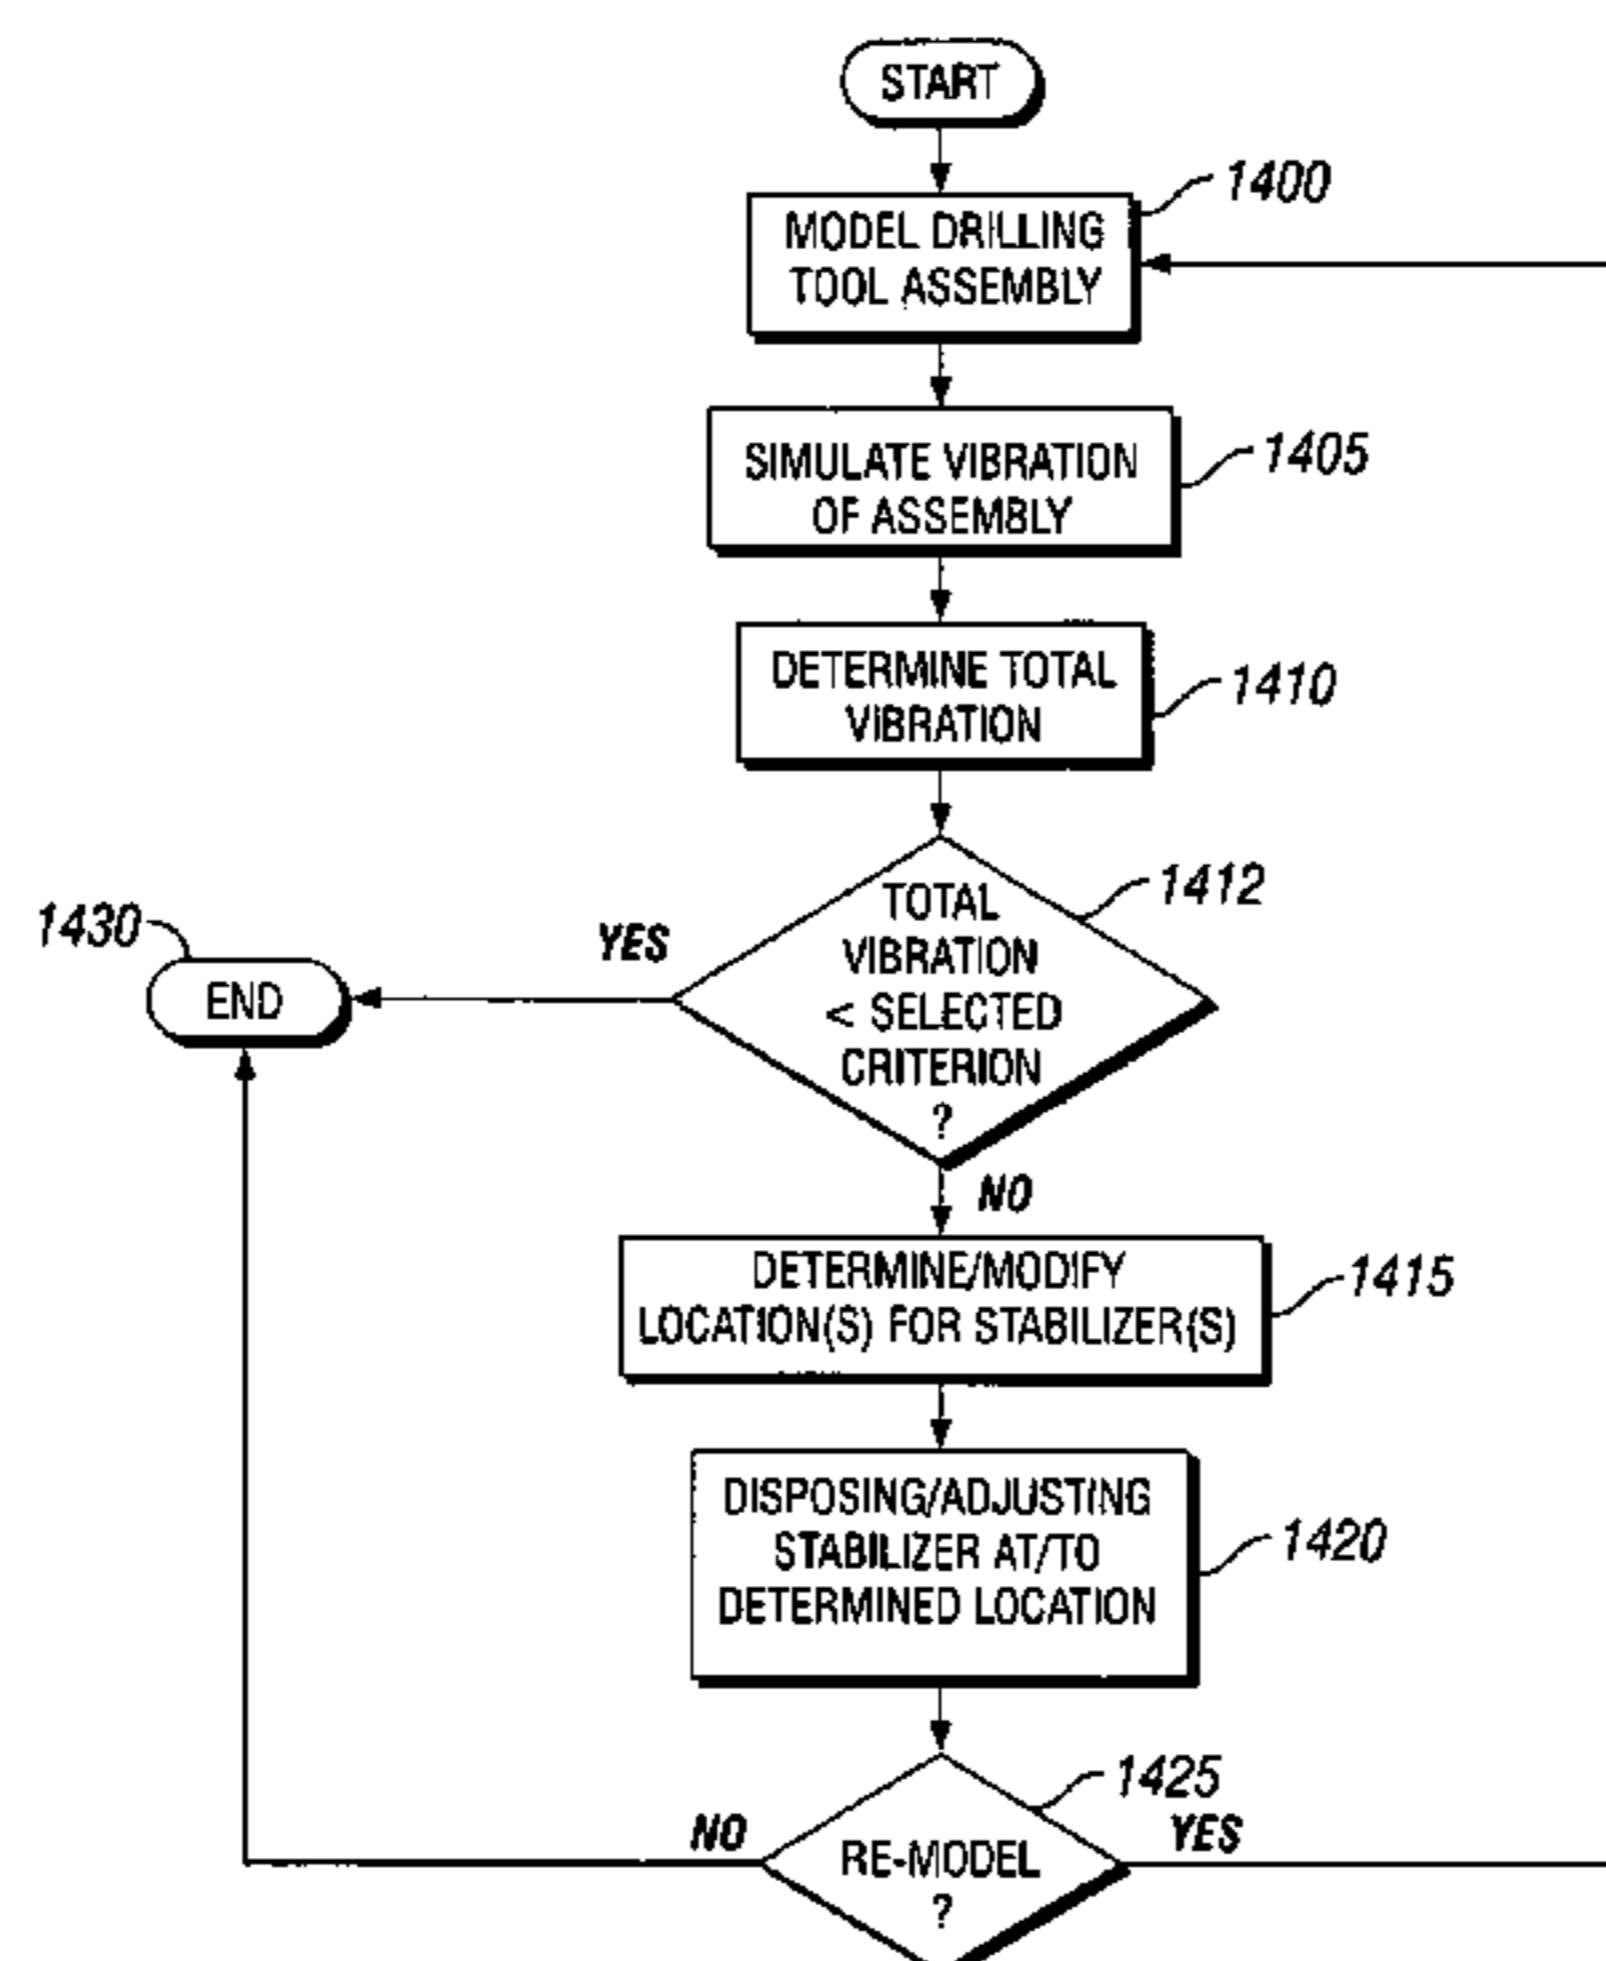 START
1400
MODEL DRILLING
TOOL ASSEMBLY
1405
SIMULATE VIBRATION
OF ASSEMBLY
1410
DETERMINE TOTAL
VIBRATION
1412
TOTAL
VIBRATION
< SELECTED
CRITERION
?
YES
1430
END
NO
1415
DETERMINE/MODIFY
LOCATION(S) FOR STABILIZER(S)
1420
DISPOSING/ADJUSTING
STABILIZER AT/TO
DETERMINED LOCATION
1425
NO
YES
RE-MODEL
?